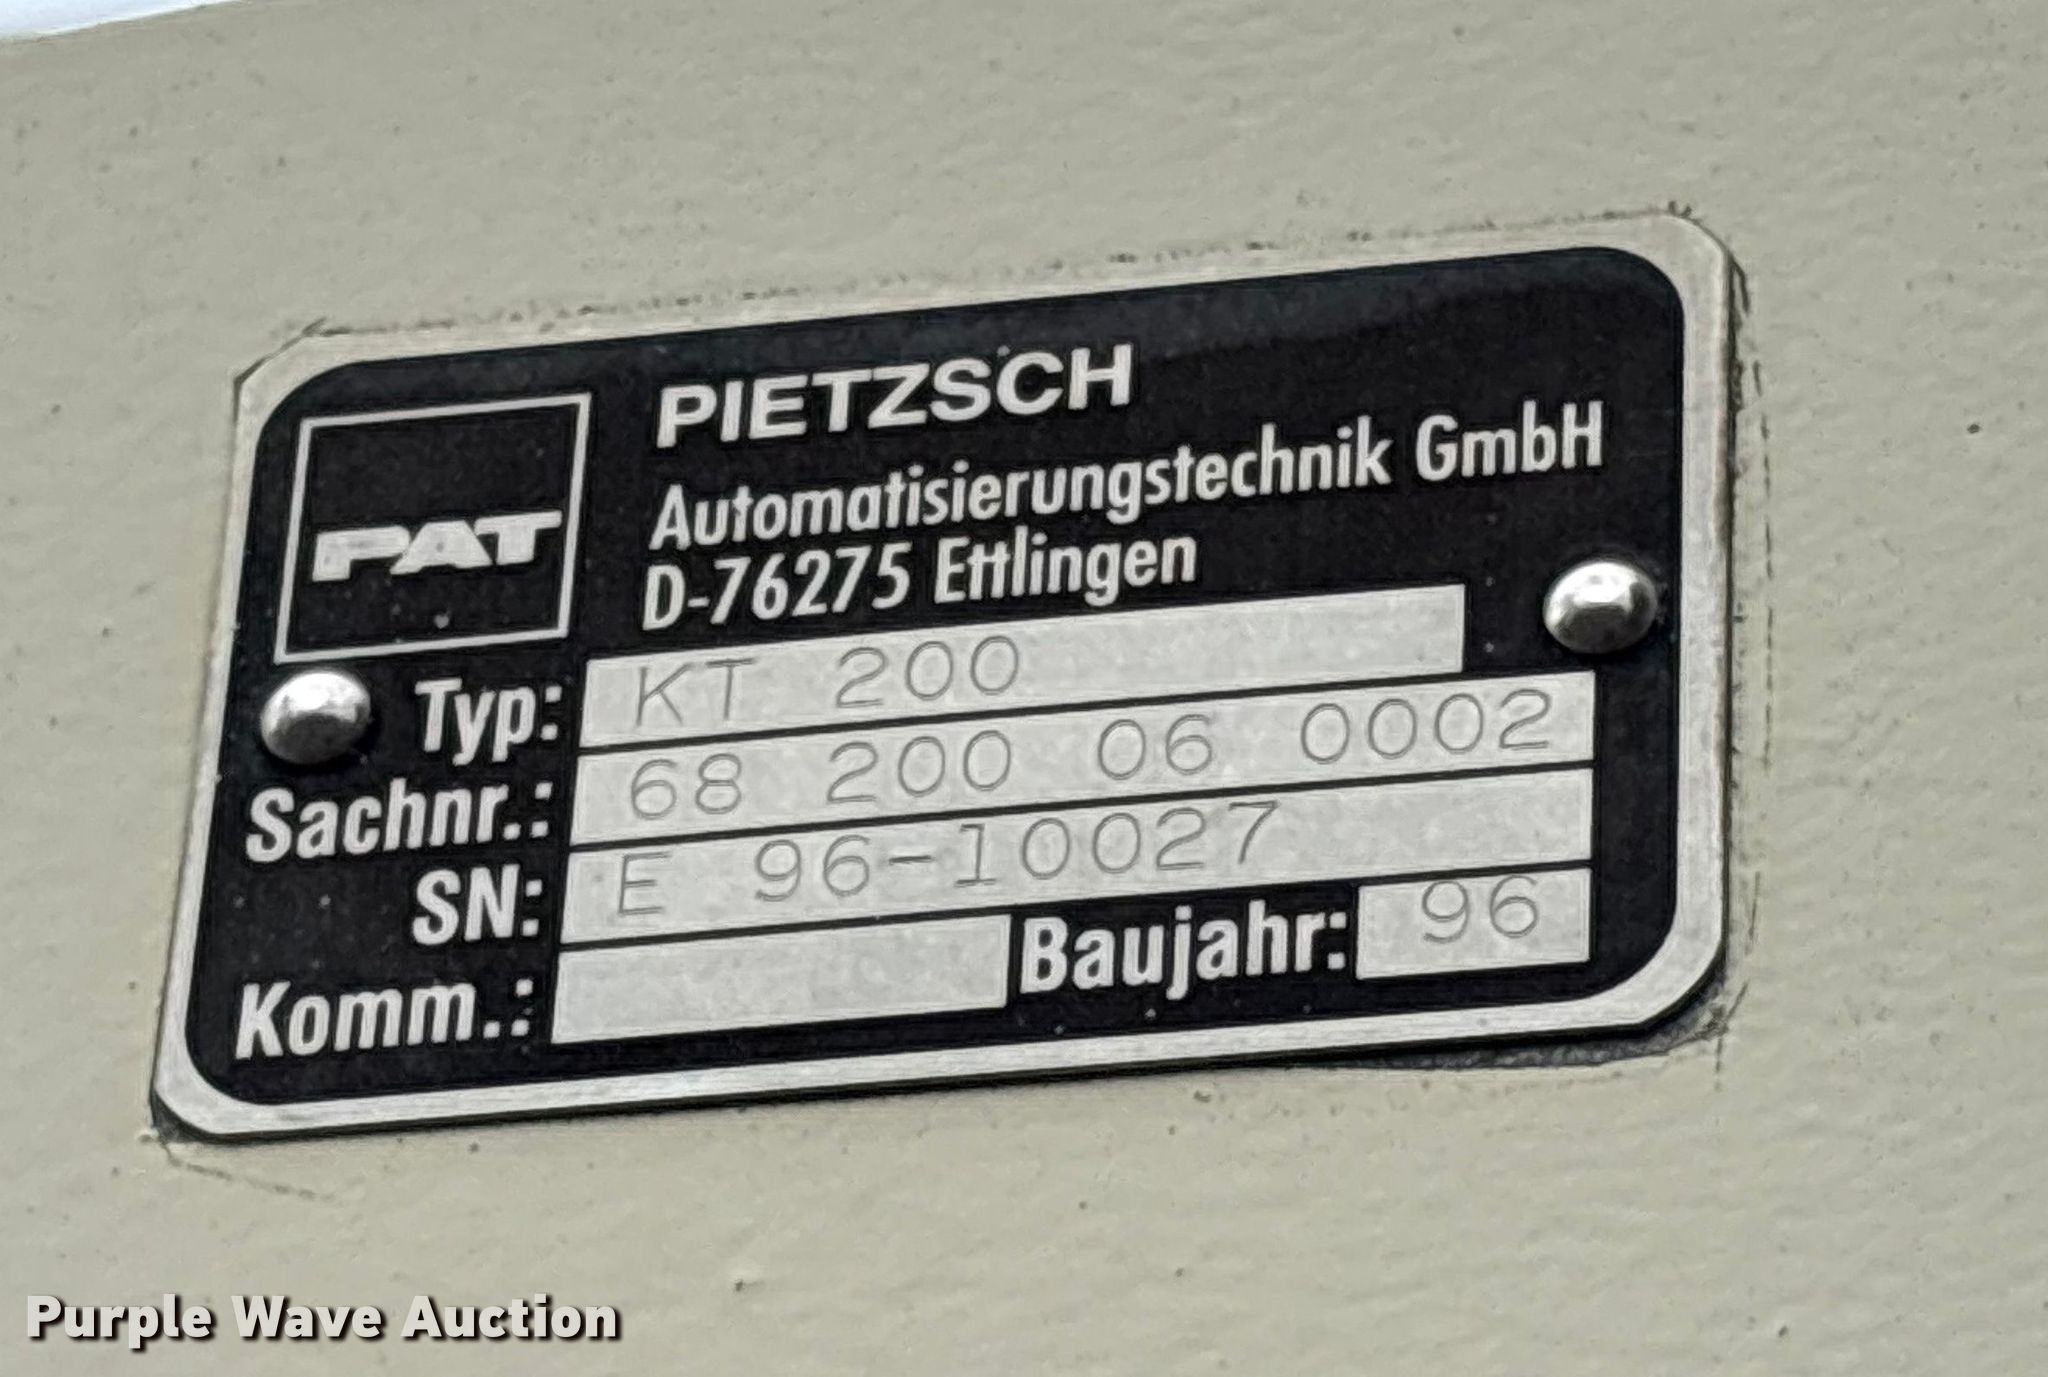 PAT
PIETZSCH
Automatisierungstechnik GmbH
D-76275 Ettlingen
Typ: KT 200
Sachnr.: 68 200 06 0002
SN: E 96-10027
Komm.: Baujahr: 96
Purple Wave Auction